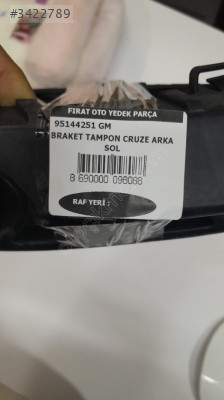 #3422789
FIRAT OTO YEDEK PARÇA
95144251 GM
BRAKET TAMPON CRUZE ARKA
SOL
8 690000 096088
RAF YERİ :